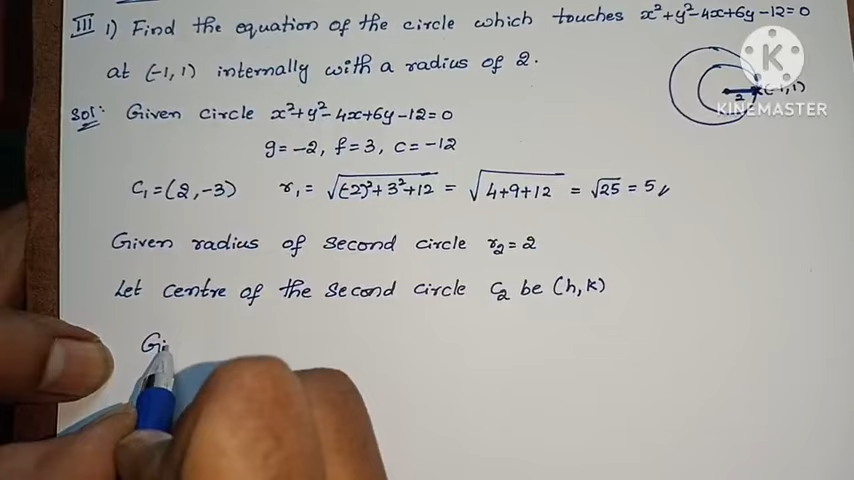 III 1) Find the equation of the circle which touches x²+y²-4x+6y-12=0
at (-1,1) internally with a radius of 2.
Sol: Given circle x²+y²-4x+6y-12=0
g=-2, f=3, c=-12
C₁=(2,-3) r₁ = √(-2)²+3²+12 = √4+9+12 = √25 = 5
Given radius of second circle r₂=2
Let centre of the second circle C₂ be (h,k)
Gi
2 (-1,1)
K
KINEMASTER